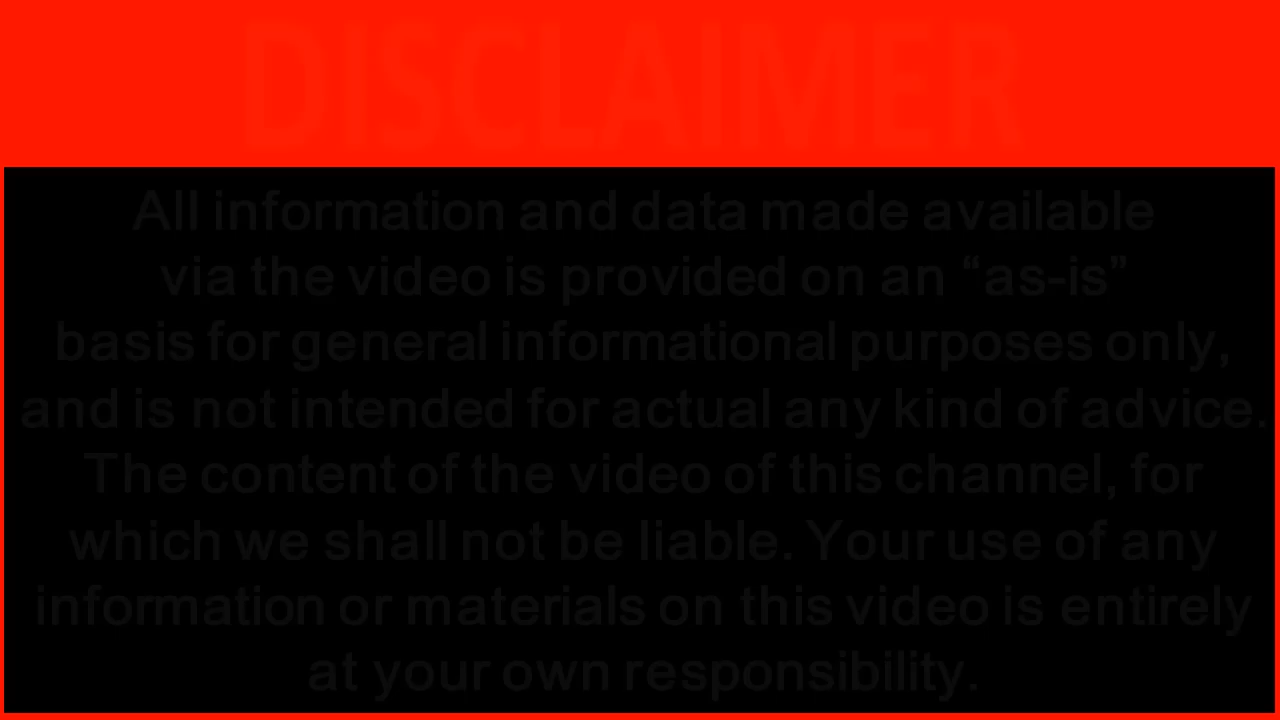 DISCLAIMER
All information and data made available
via the video is provided on an “as-is”
basis for general informational purposes only,
and is not intended for actual any kind of advice.
The content of the video of this channel, for
which we shall not be liable. Your use of any
information or materials on this video is entirely
at your own responsibility.